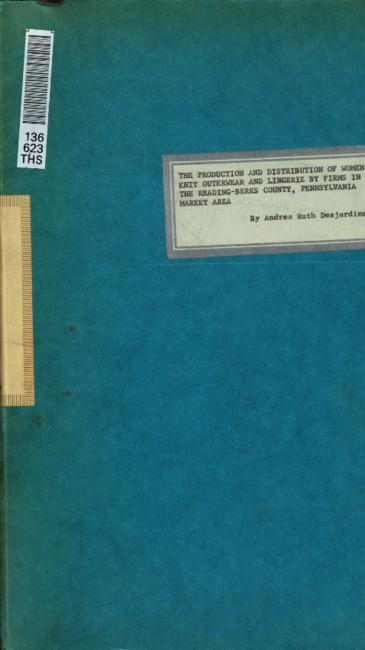 136
623
THS
THE PRODUCTION AND DISTRIBUTION OF WOMEN
KNIT OUTERWEAR AND LINGERIE BY FIRMS IN
THE READING-BERKS COUNTY, PENNSYLVANIA
MARKET AREA
By Andrea Ruth Desjardins